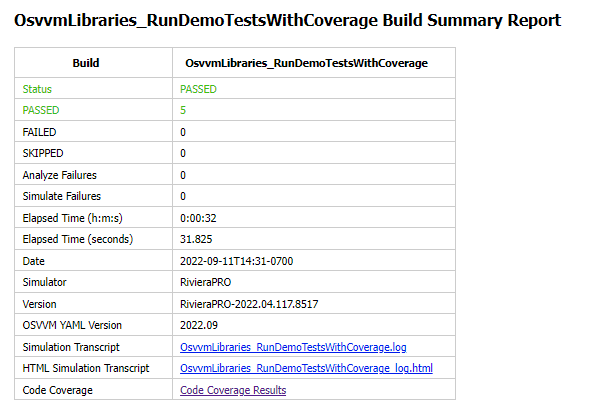 OsvvmLibraries_RunDemoTestsWithCoverage Build Summary Report
Build OsvvmLibraries_RunDemoTestsWithCoverage
Status PASSED
PASSED 5
FAILED 0
SKIPPED 0
Analyze Failures 0
Simulate Failures 0
Elapsed Time (h:m:s) 0:00:32
Elapsed Time (seconds) 31.825
Date 2022-09-11T14:31-0700
Simulator RivieraPRO
Version RivieraPRO-2022.04.117.8517
OSVVM YAML Version 2022.09
Simulation Transcript OsvvmLibraries_RunDemoTestsWithCoverage.log
HTML Simulation Transcript OsvvmLibraries_RunDemoTestsWithCoverage_log.html
Code Coverage Code Coverage Results